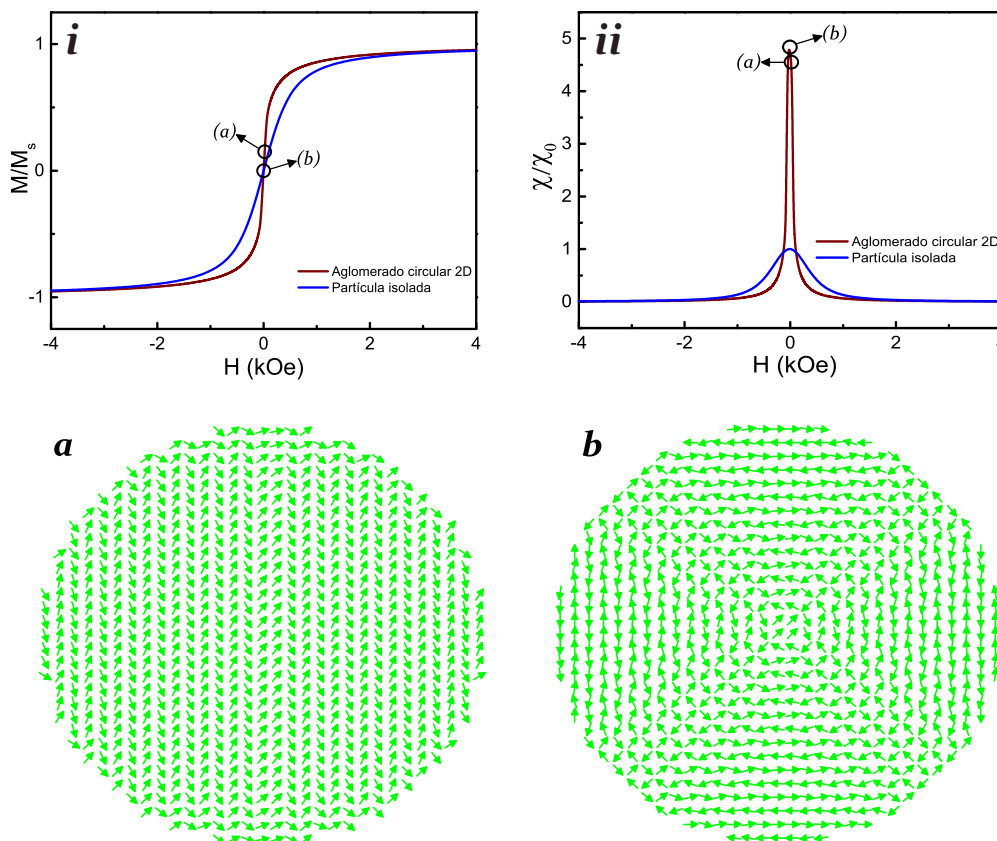 i
1
0
-1
M/Mₛ
(a)
(b)
Aglomerado circular 2D
Partícula isolada
-4 -2 0 2 4
H (kOe)
ii
5
4
3
2
1
0
χ/χ₀
(b)
(a)
Aglomerado circular 2D
Partícula isolada
-4 -2 0 2 4
H (kOe)
a
b